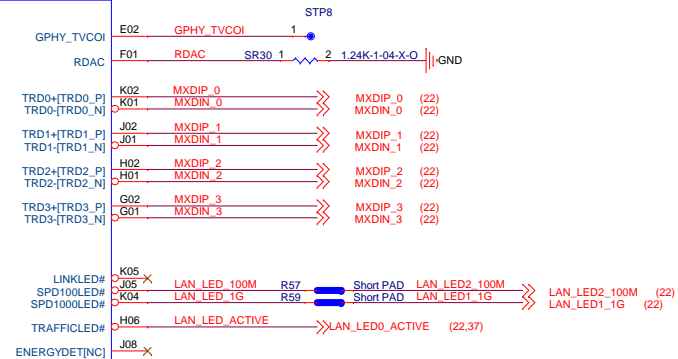 STP8
GPHY_TVCOI E02 GPHY_TVCOI 1
RDAC F01 RDAC SR30 1 2 1.24K-1-04-X-O GND
TRD0+[TRD0_P] K02 MXDIP_0 MXDIP_0 (22)
TRD0-[TRD0_N] K01 MXDIN_0 MXDIN_0 (22)
TRD1+[TRD1_P] J02 MXDIP_1 MXDIP_1 (22)
TRD1-[TRD1_N] J01 MXDIN_1 MXDIN_1 (22)
TRD2+[TRD2_P] H02 MXDIP_2 MXDIP_2 (22)
TRD2-[TRD2_N] H01 MXDIN_2 MXDIN_2 (22)
TRD3+[TRD3_P] G02 MXDIP_3 MXDIP_3 (22)
TRD3-[TRD3_N] G01 MXDIN_3 MXDIN_3 (22)
LINKLED# K05
SPD100LED# J05 LAN_LED_100M R57 Short PAD LAN_LED2_100M LAN_LED2_100M (22)
SPD1000LED# K04 LAN_LED_1G R59 Short PAD LAN_LED1_1G LAN_LED1_1G (22)
TRAFFICLED# H06 LAN_LED_ACTIVE LAN_LED0_ACTIVE (22,37)
ENERGYDET[NC] J08